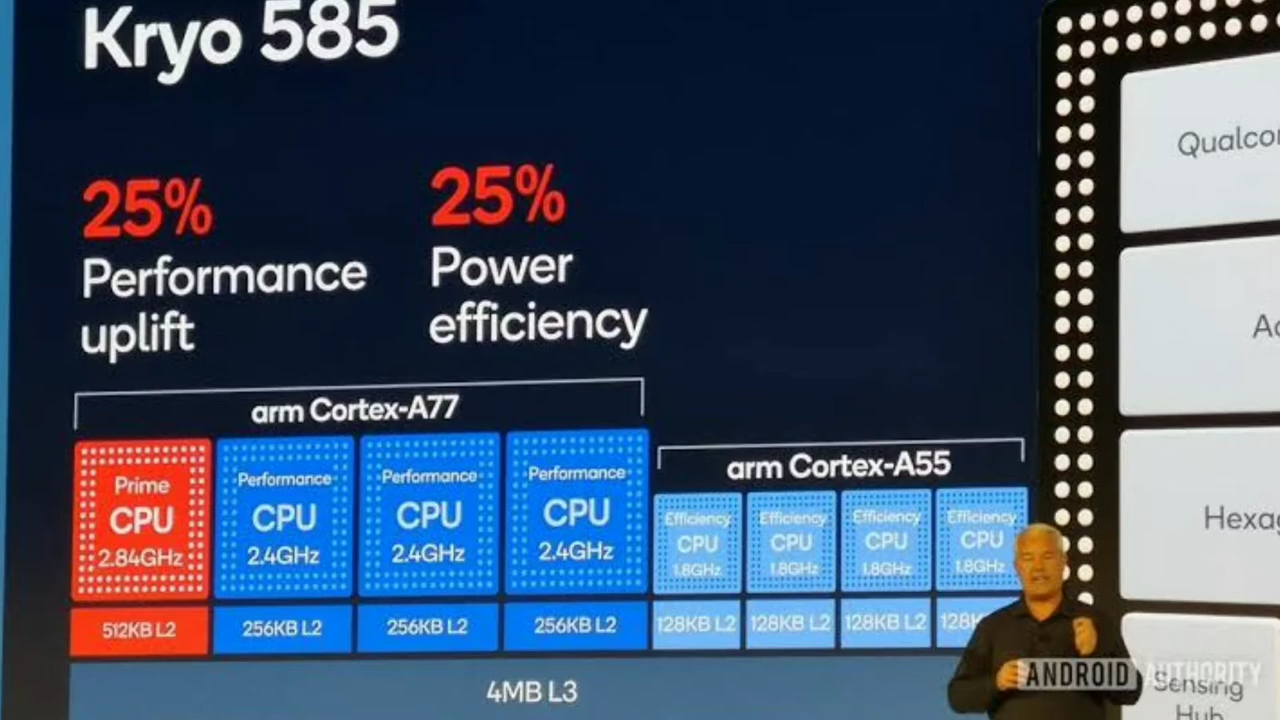 Kryo 585
25% 25%
Performance Power
uplift efficiency
arm Cortex-A77
arm Cortex-A55
Prime Performance Performance Performance
CPU CPU CPU CPU
2.84GHz 2.4GHz 2.4GHz 2.4GHz
Efficiency Efficiency Efficiency Efficiency
CPU CPU CPU CPU
1.8GHz 1.8GHz 1.8GHz 1.8GHz
512KB L2 256KB L2 256KB L2 256KB L2 128KB L2 128KB L2 128KB L2
4MB L3
Sensing
Hub
ANDROID AUTHORITY